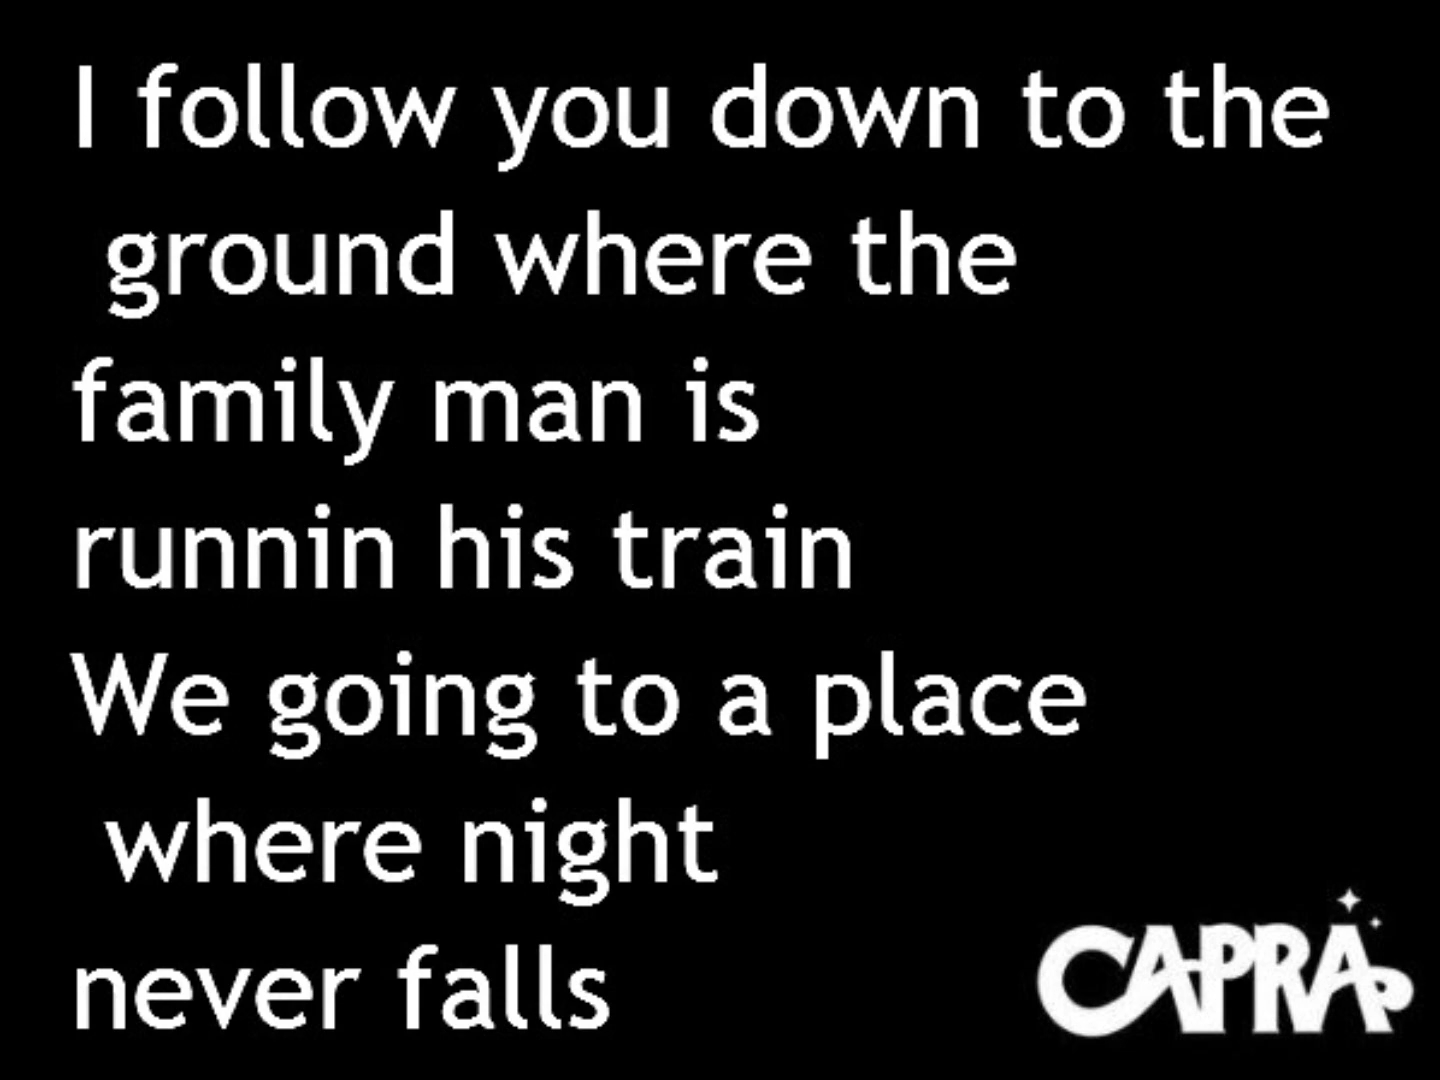 I follow you down to the
ground where the
family man is
runnin his train
We going to a place
where night
never falls
CAPRA